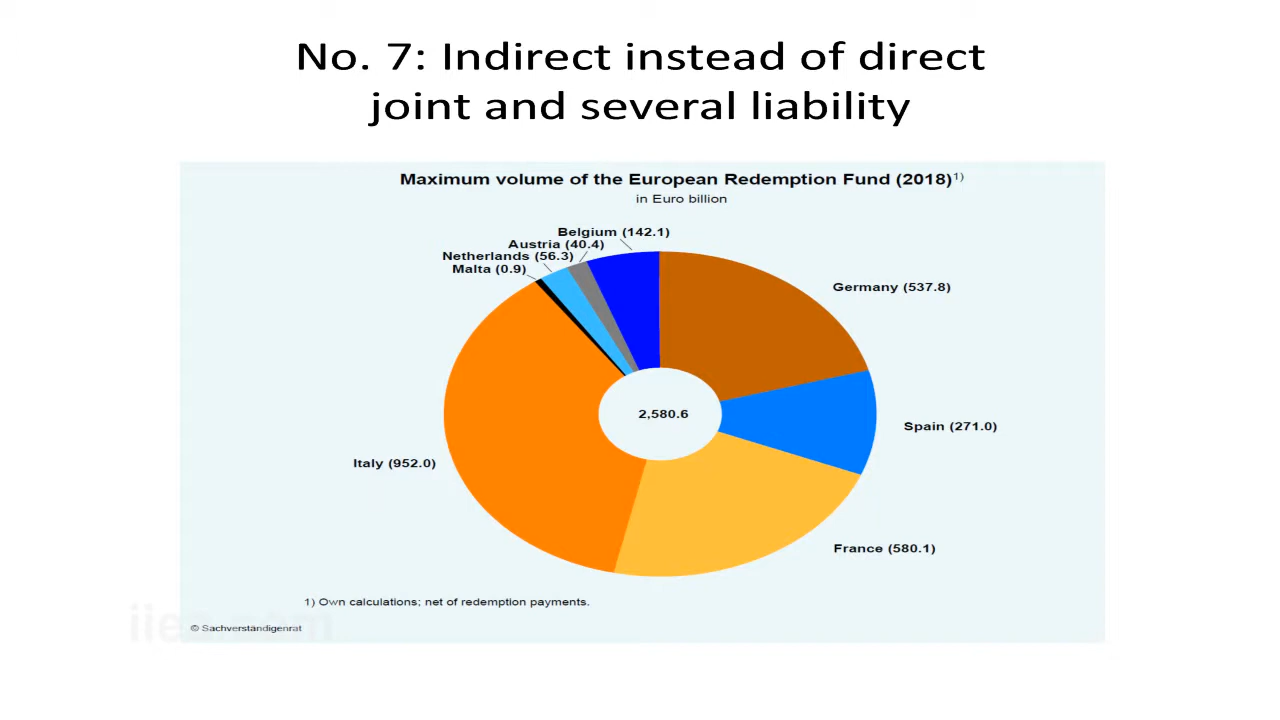 No. 7: Indirect instead of direct
joint and several liability
Maximum volume of the European Redemption Fund (2018)1)
in Euro billion
Belgium (142.1)
Austria (40.4)
Netherlands (56.3)
Malta (0.9)
Germany (537.8)
2,580.6
Spain (271.0)
Italy (952.0)
France (580.1)
1) Own calculations; net of redemption payments.
© Sachverständigenrat